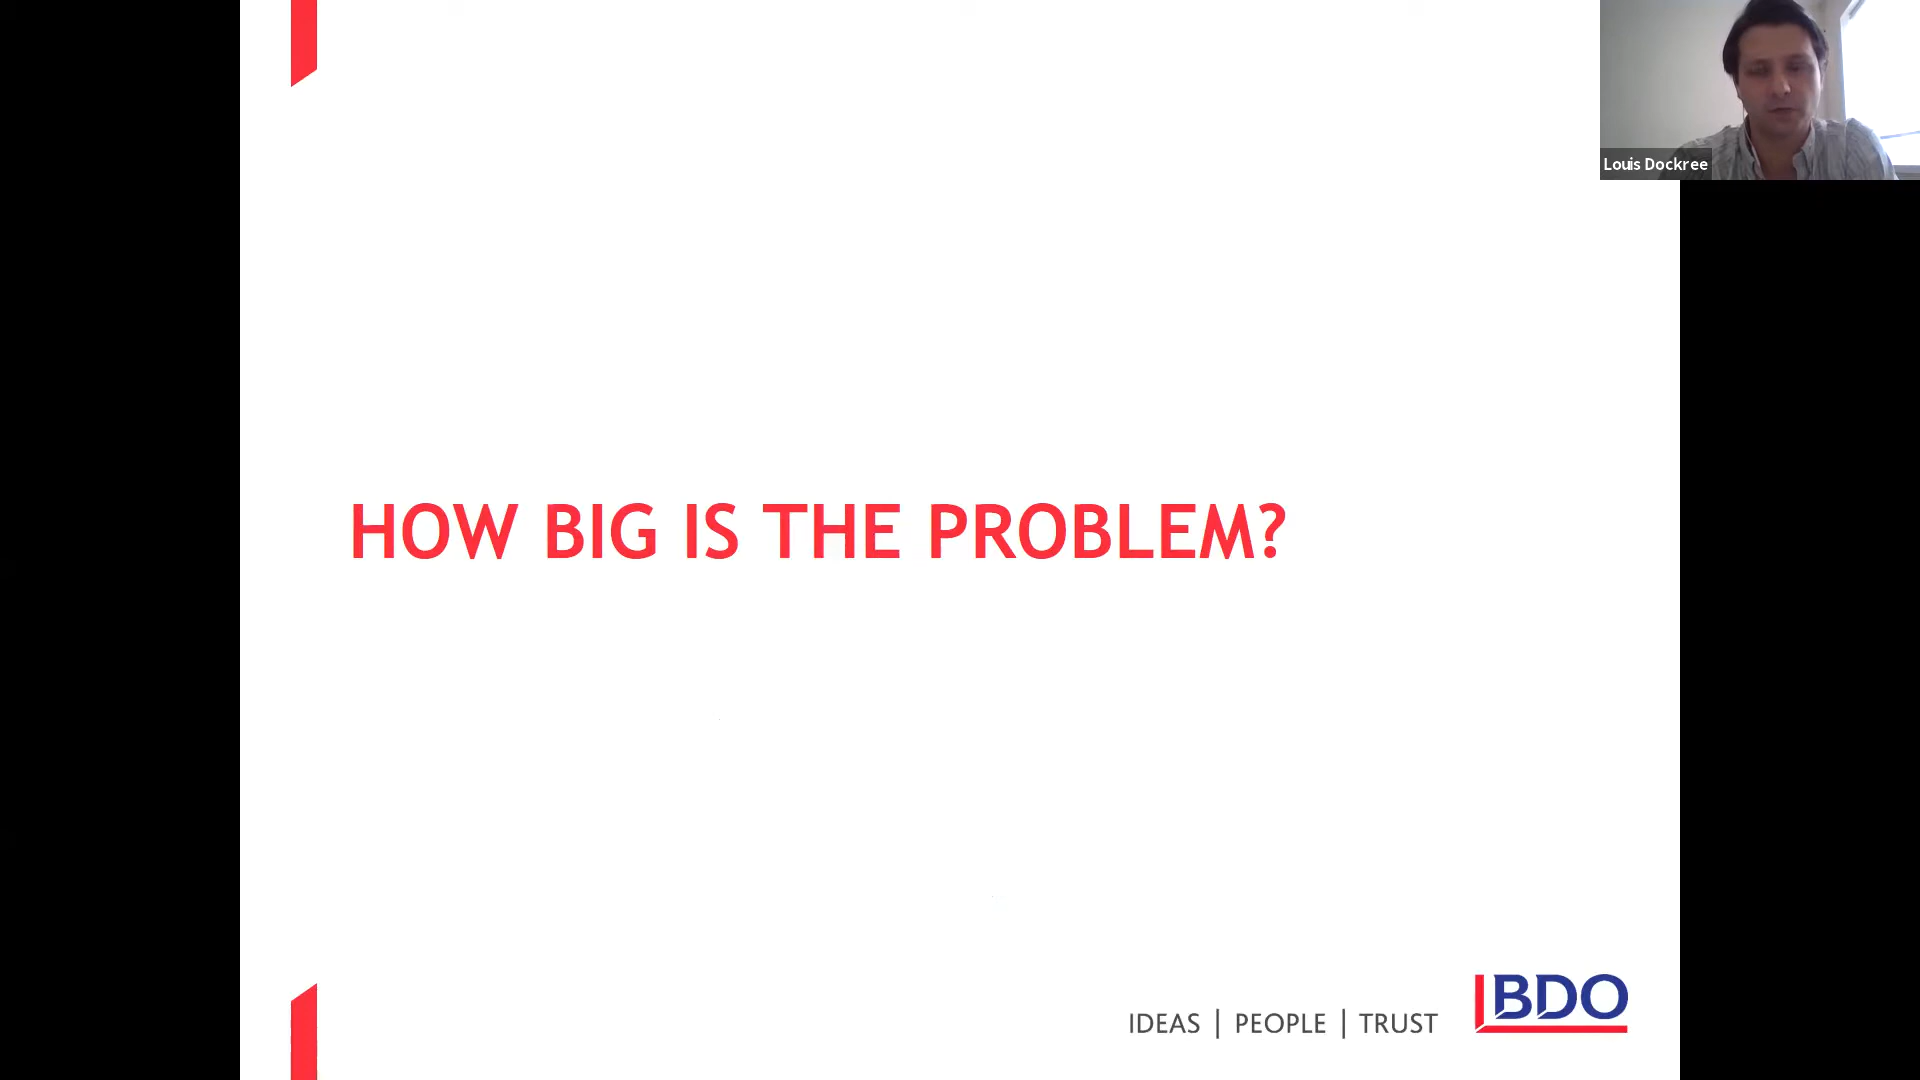 Louis Dockree
HOW BIG IS THE PROBLEM?
IDEAS | PEOPLE | TRUST
BDO